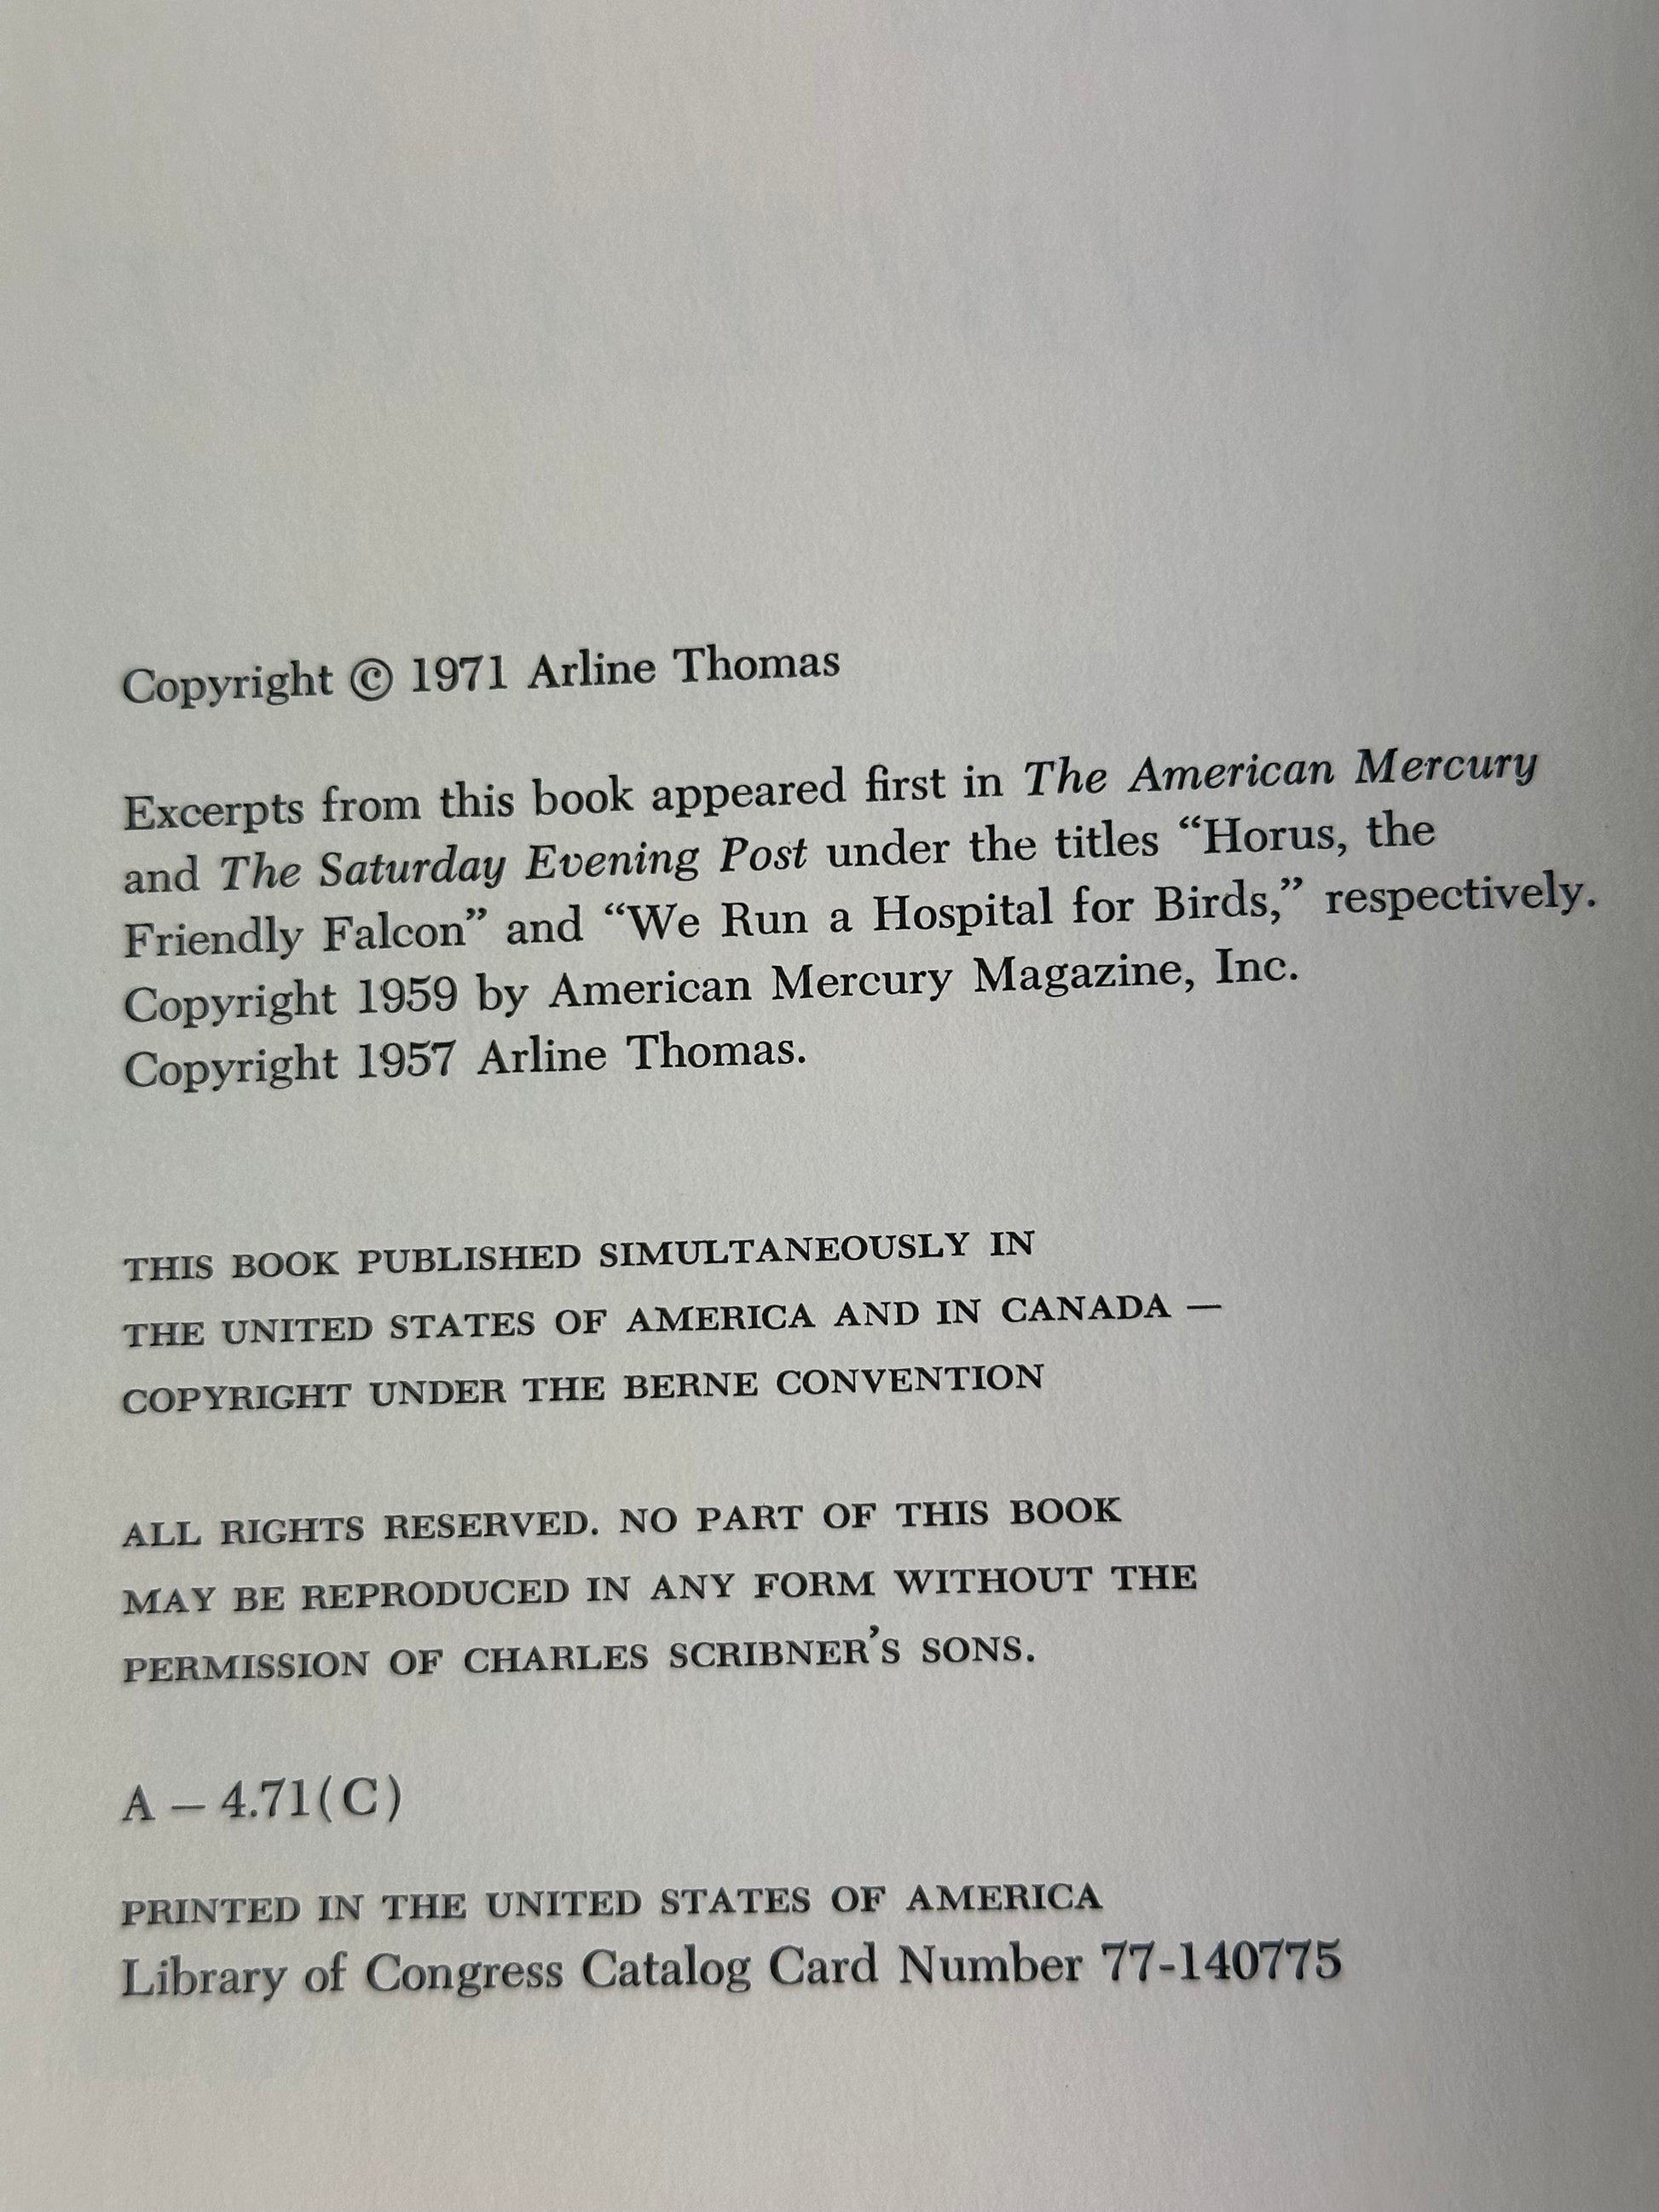 Copyright © 1971 Arline Thomas
Excerpts from this book appeared first in The American Mercury
and The Saturday Evening Post under the titles “Horus, the
Friendly Falcon” and “We Run a Hospital for Birds,” respectively.
Copyright 1959 by American Mercury Magazine, Inc.
Copyright 1957 Arline Thomas.
THIS BOOK PUBLISHED SIMULTANEOUSLY IN
THE UNITED STATES OF AMERICA AND IN CANADA —
COPYRIGHT UNDER THE BERNE CONVENTION
ALL RIGHTS RESERVED. NO PART OF THIS BOOK
MAY BE REPRODUCED IN ANY FORM WITHOUT THE
PERMISSION OF CHARLES SCRIBNER’S SONS.
A – 4.71(C)
PRINTED IN THE UNITED STATES OF AMERICA
Library of Congress Catalog Card Number 77-140775